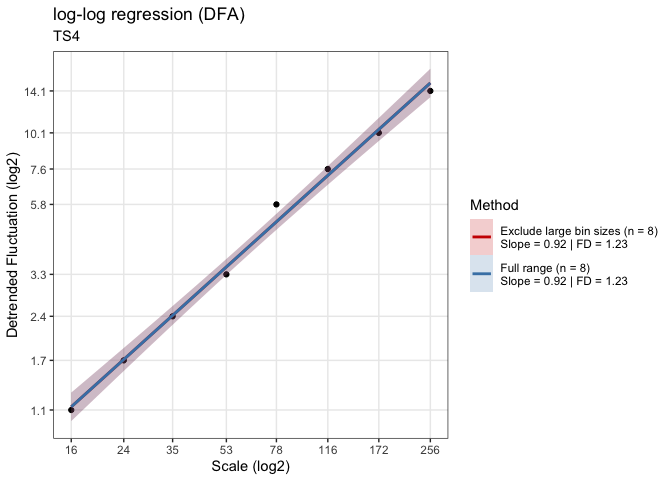 log-log regression (DFA)
TS4
Detrended Fluctuation (log2)
14.1
10.1
7.6
5.8
3.3
2.4
1.7
1.1
16 24 35 53 78 116 172 256
Scale (log2)
Method
Exclude large bin sizes (n = 8)
Slope = 0.92 | FD = 1.23
Full range (n = 8)
Slope = 0.92 | FD = 1.23